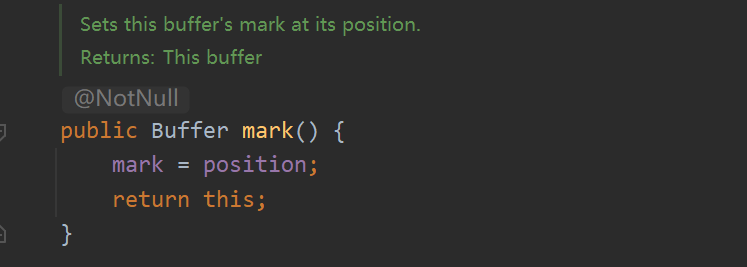 Sets this buffer's mark at its position.
Returns: This buffer
@NotNull
public Buffer mark() {
    mark = position;
    return this;
}